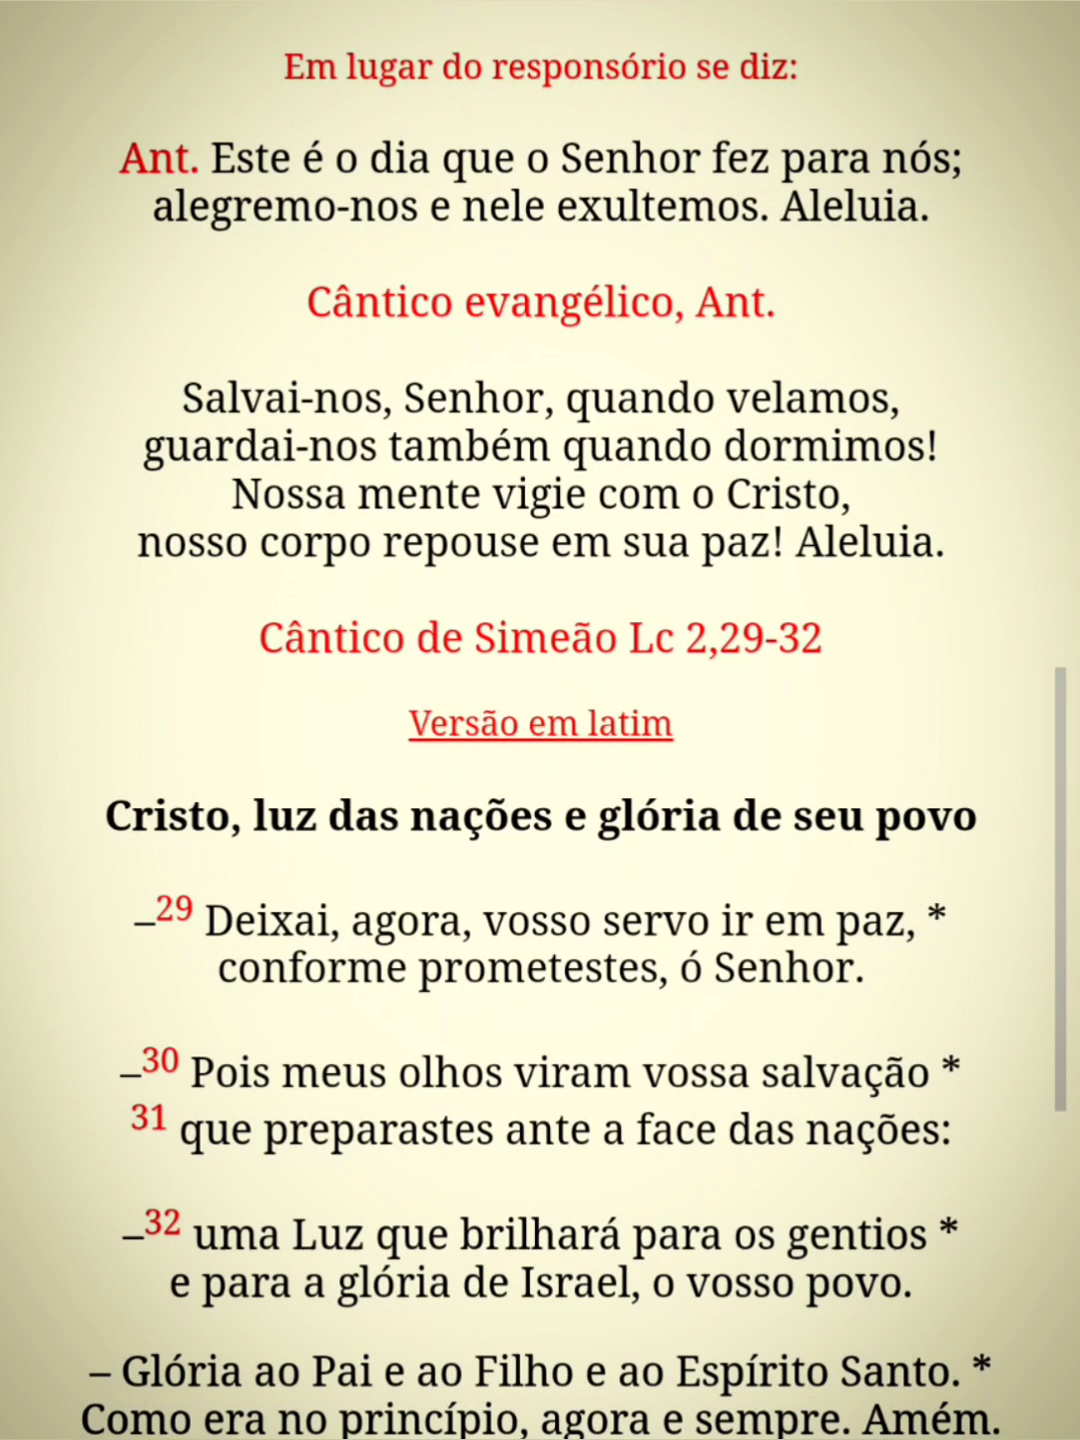 Em lugar do responsório se diz:
Ant. Este é o dia que o Senhor fez para nós;
alegremo-nos e nele exultemos. Aleluia.
Cântico evangélico, Ant.
Salvai-nos, Senhor, quando velamos,
guardai-nos também quando dormimos!
Nossa mente vigie com o Cristo,
nosso corpo repouse em sua paz! Aleluia.
Cântico de Simeão Lc 2,29-32
Versão em latim
Cristo, luz das nações e glória de seu povo
–29 Deixai, agora, vosso servo ir em paz, *
conforme prometestes, ó Senhor.
–30 Pois meus olhos viram vossa salvação *
31 que preparastes ante a face das nações:
–32 uma Luz que brilhará para os gentios *
e para a glória de Israel, o vosso povo.
– Glória ao Pai e ao Filho e ao Espírito Santo. *
Como era no princípio, agora e sempre. Amém.